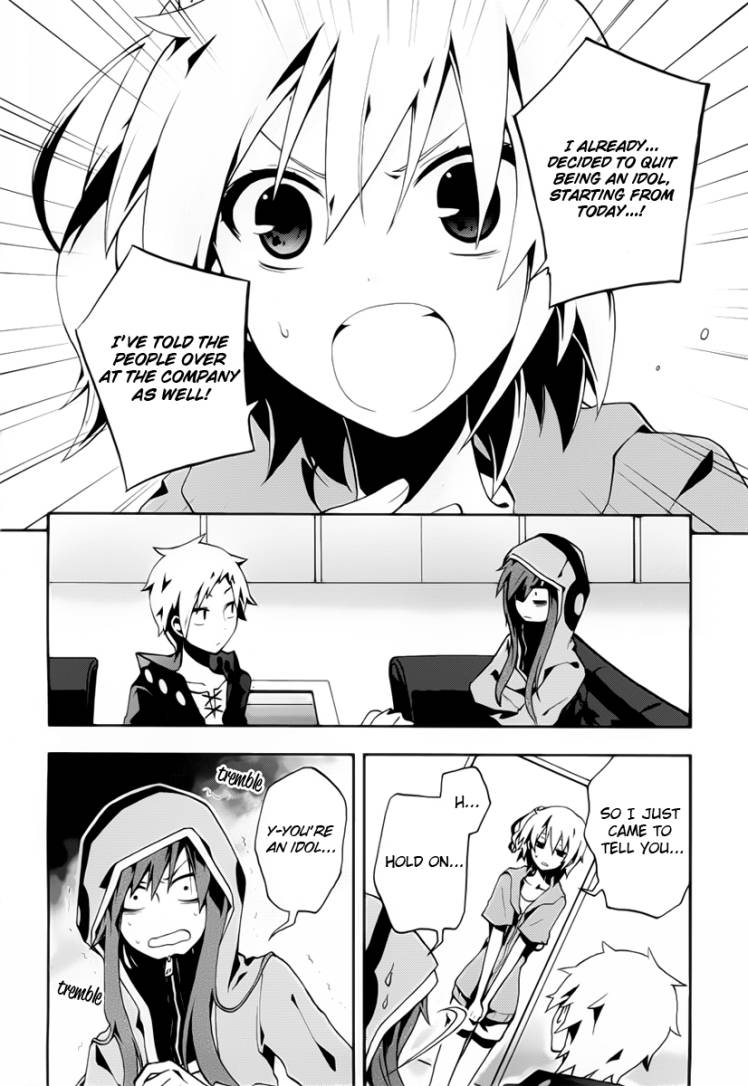 I ALREADY...
DECIDED TO QUIT
BEING AN IDOL,
STARTING FROM
TODAY...!
I'VE TOLD THE
PEOPLE OVER
AT THE COMPANY
AS WELL!
SO I JUST
CAME TO
TELL YOU...
H...
HOLD ON...
tremble
Y-YOU'RE
AN IDOL...
tremble